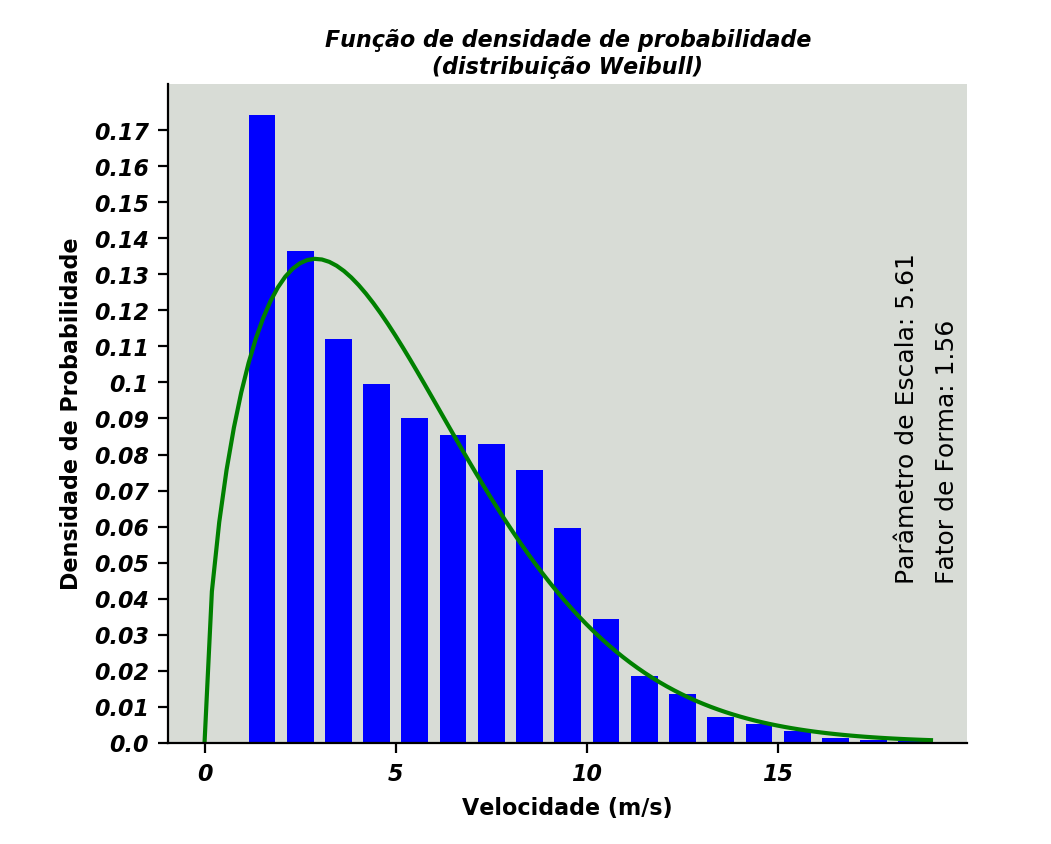 Função de densidade de probabilidade
(distribuição Weibull)
Densidade de Probabilidade
0.17
0.16
0.15
0.14
0.13
0.12
0.11
0.1
0.09
0.08
0.07
0.06
0.05
0.04
0.03
0.02
0.01
0.0
0 5 10 15
Velocidade (m/s)
Parâmetro de Escala: 5.61
Fator de Forma: 1.56